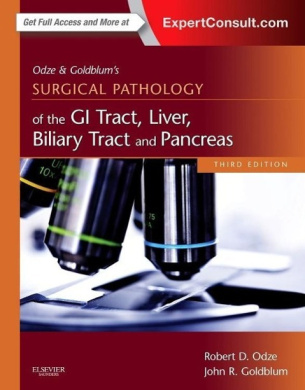 Get Full Access and More at
ExpertConsult.com
Odze & Goldblum's
SURGICAL PATHOLOGY
of the GI Tract, Liver,
Biliary Tract and Pancreas
THIRD EDITION
10×
Robert D. Odze
John R. Goldblum
ELSEVIER
SAUNDERS